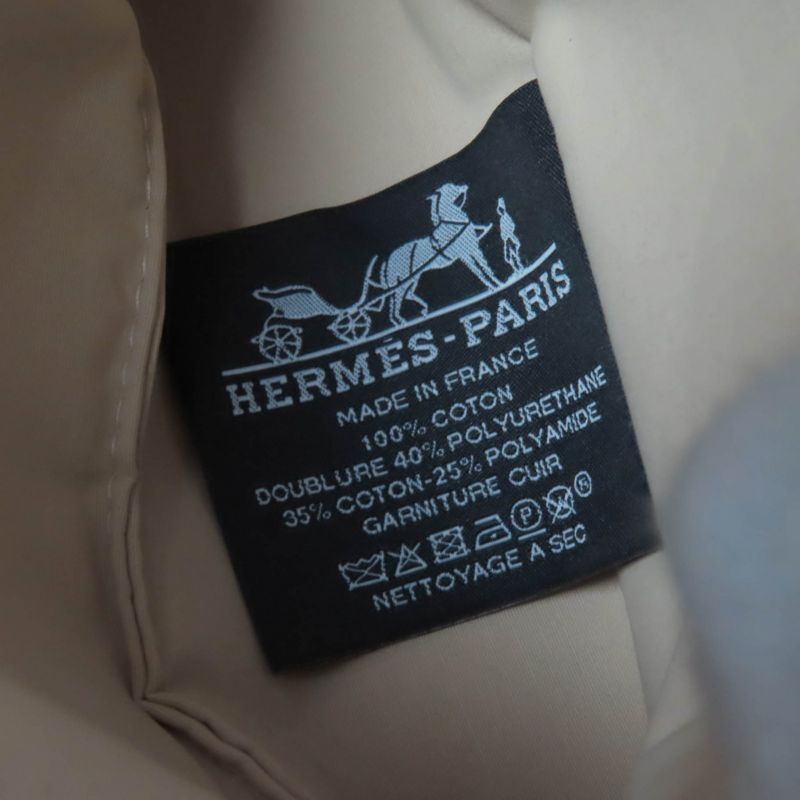 HERMÈS-PARIS
MADE IN FRANCE
100% COTON
DOUBLURE 40% POLYURETHANE
35% COTON-25% POLYAMIDE
GARNITURE CUIR
P ®
NETTOYAGE A SEC